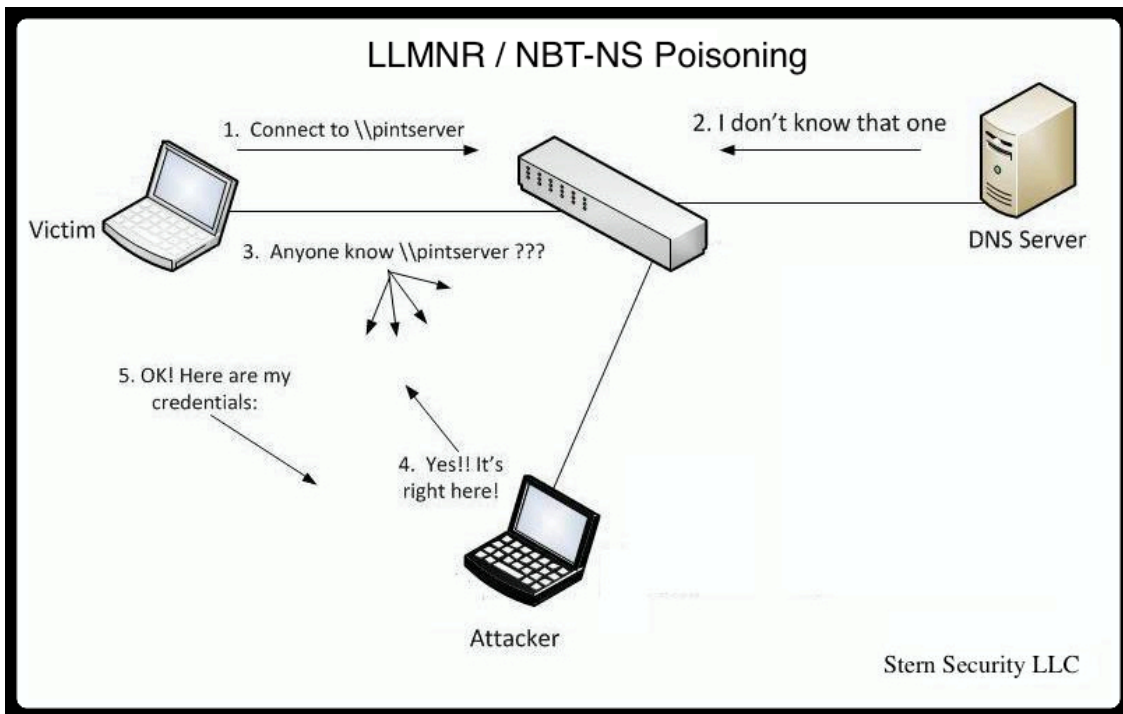 LLMNR / NBT-NS Poisoning
1. Connect to \\pintserver
2. I don't know that one
Victim
DNS Server
3. Anyone know \\pintserver ???
5. OK! Here are my
credentials:
4. Yes!! It's
right here!
Attacker
Stern Security LLC